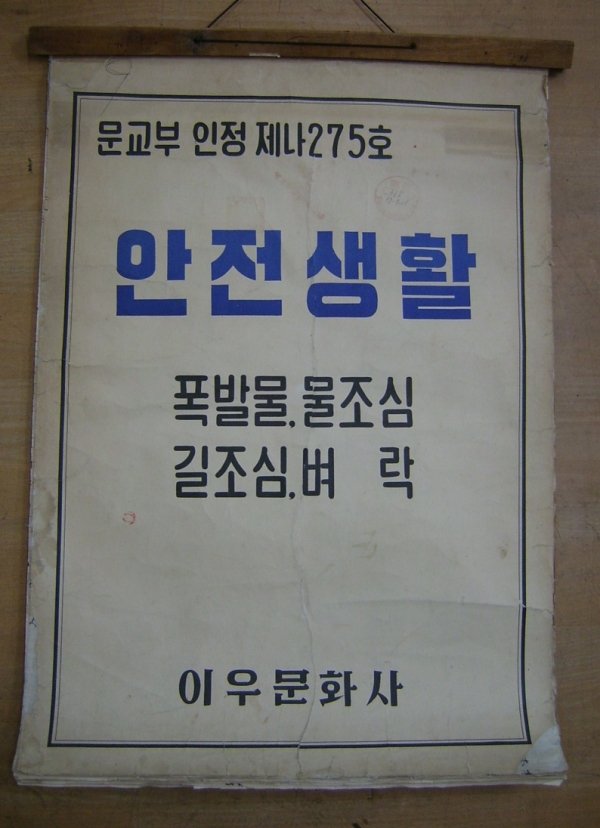 문교부 인정 제나275호
안전생활
폭발물, 물조심
길조심, 벼 락
이우문화사